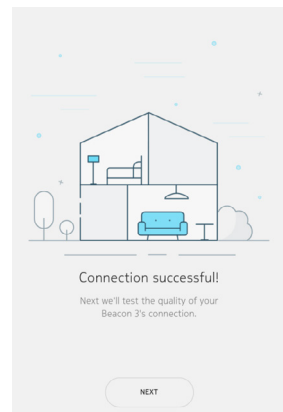 Connection successful!
Next we'll test the quality of your
Beacon 3's connection.
NEXT